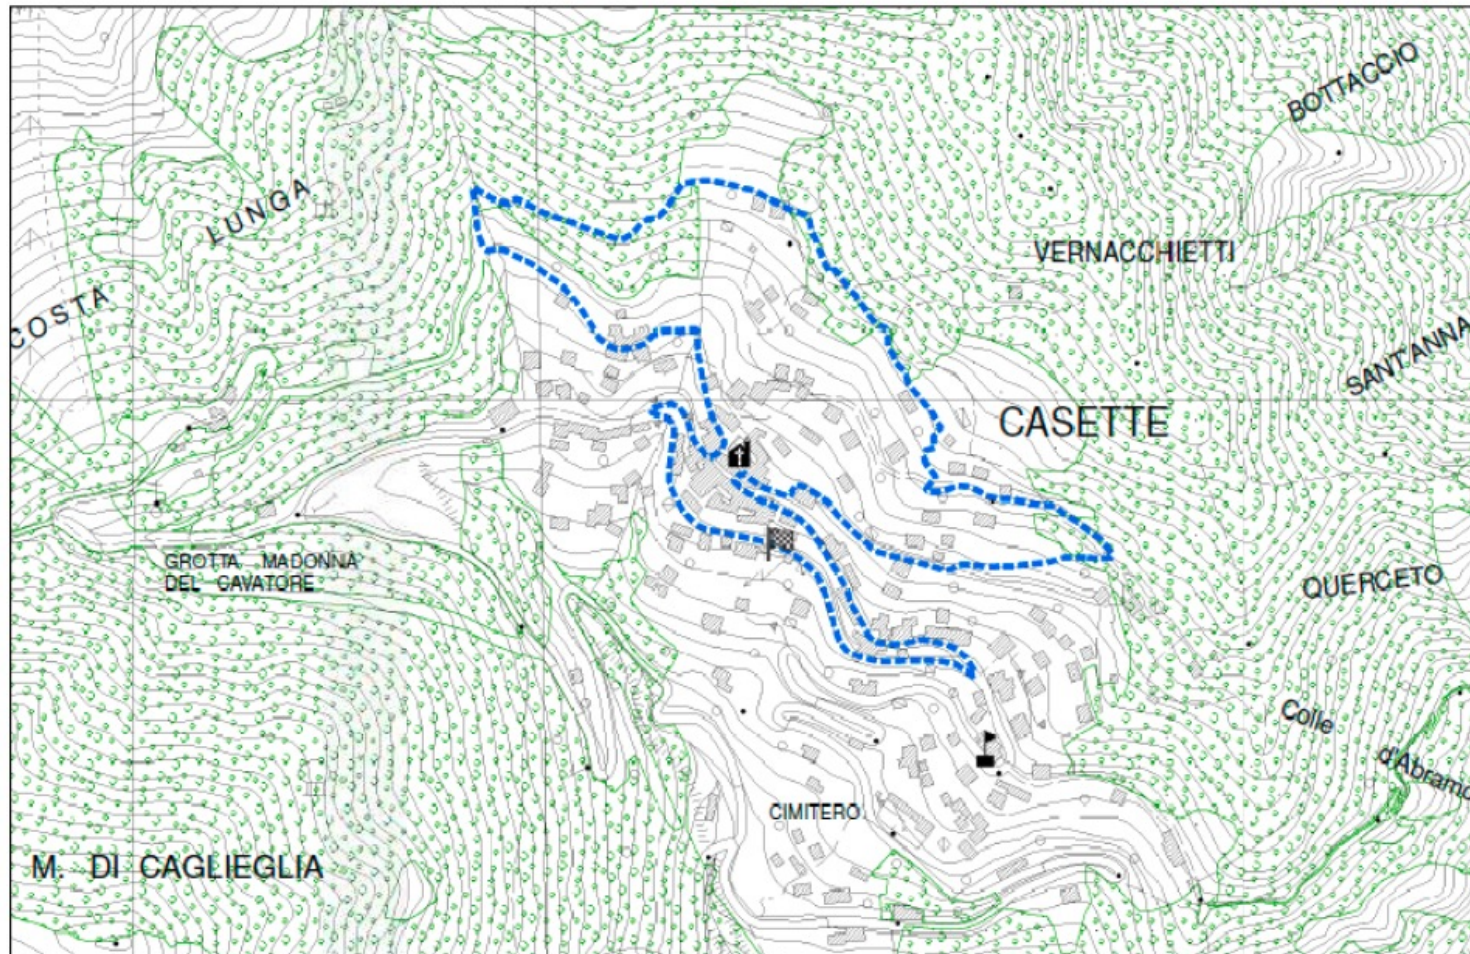 BOTTACCIO
LUNGA
VERNACCHIETTI
COSTA
SANT'ANNA
CASETTE
GROTTA MADONNA
DEL CAVATORE
QUERCETO
Colle
d'Abramo
CIMITERO
M. DI CAGLIEGLIA